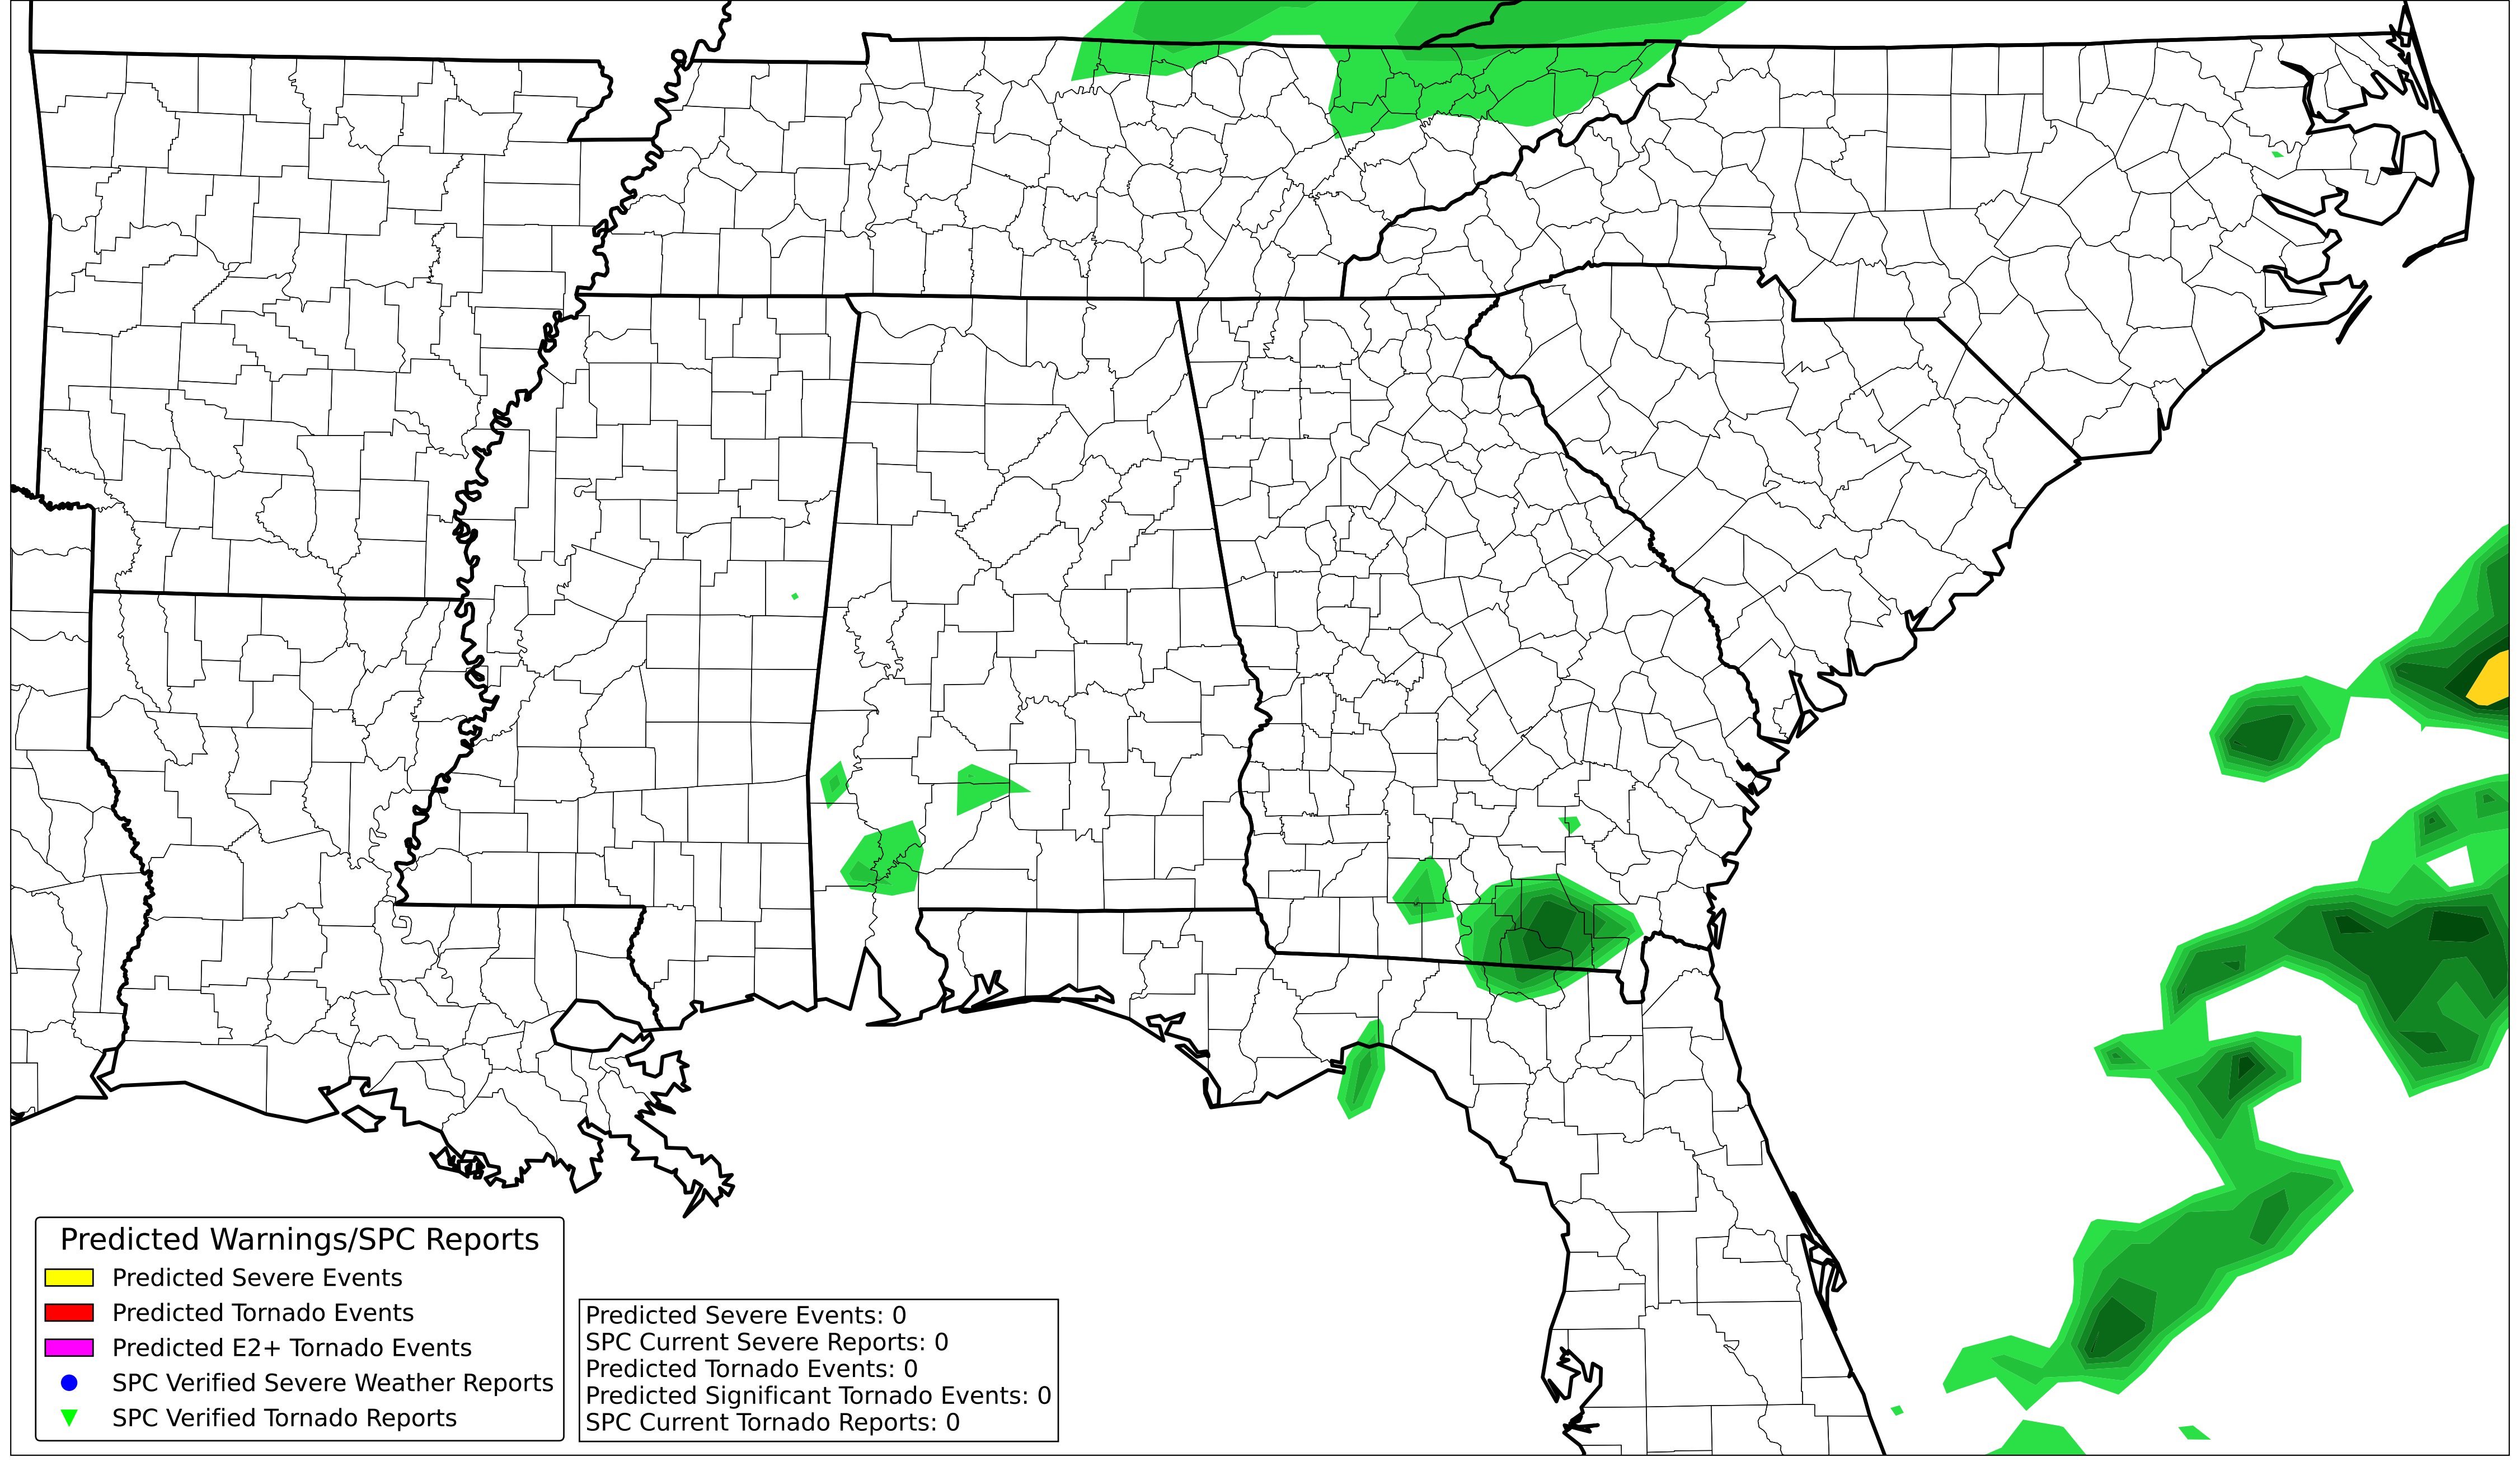 Predicted Warnings/SPC Reports
Predicted Severe Events
Predicted Tornado Events
Predicted E2+ Tornado Events
SPC Verified Severe Weather Reports
SPC Verified Tornado Reports
Predicted Severe Events: 0
SPC Current Severe Reports: 0
Predicted Tornado Events: 0
Predicted Significant Tornado Events: 0
SPC Current Tornado Reports: 0